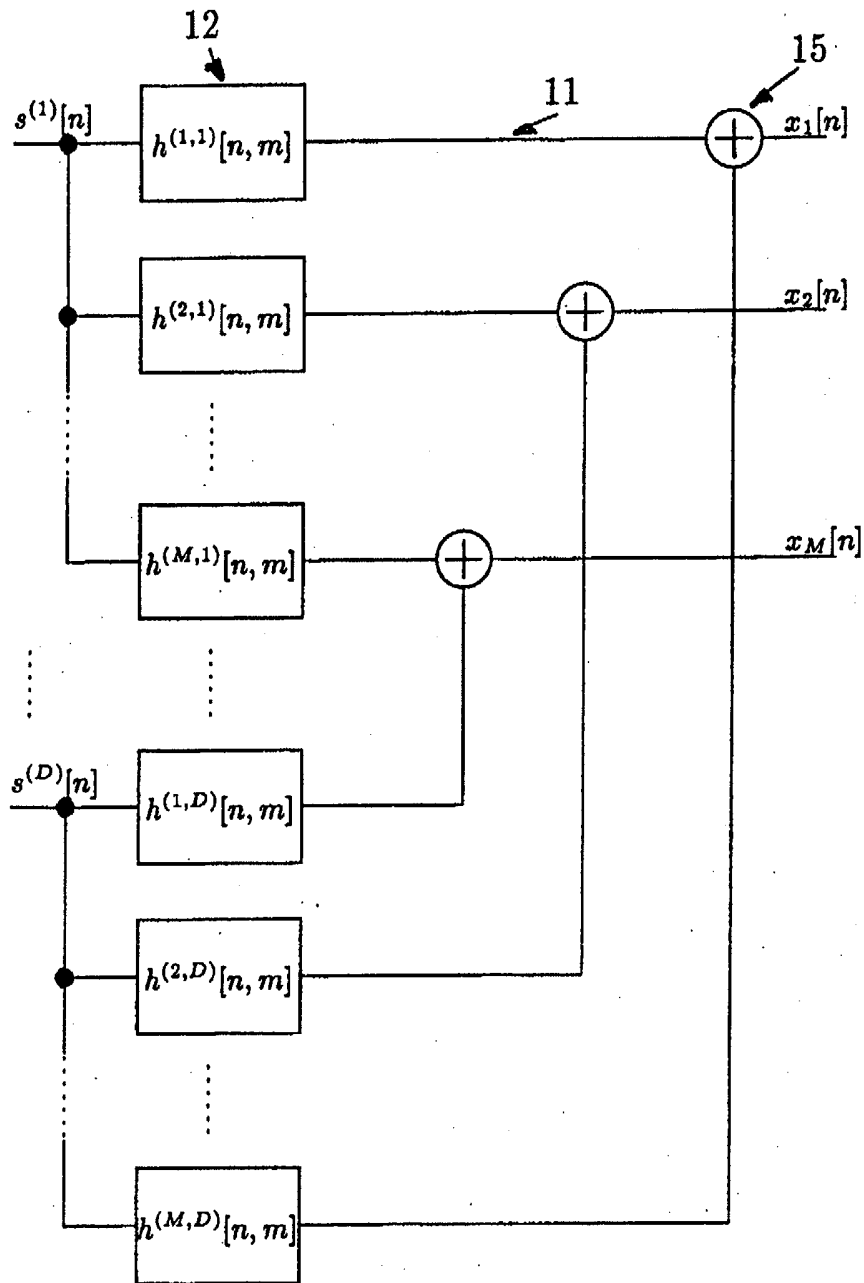 12
15
s^(1)[n]
h^(1,1)[n, m]
11
x_1[n]
h^(2,1)[n, m]
x_2[n]
h^(M,1)[n, m]
x_M[n]
s^(D)[n]
h^(1,D)[n, m]
h^(2,D)[n, m]
h^(M,D)[n, m]